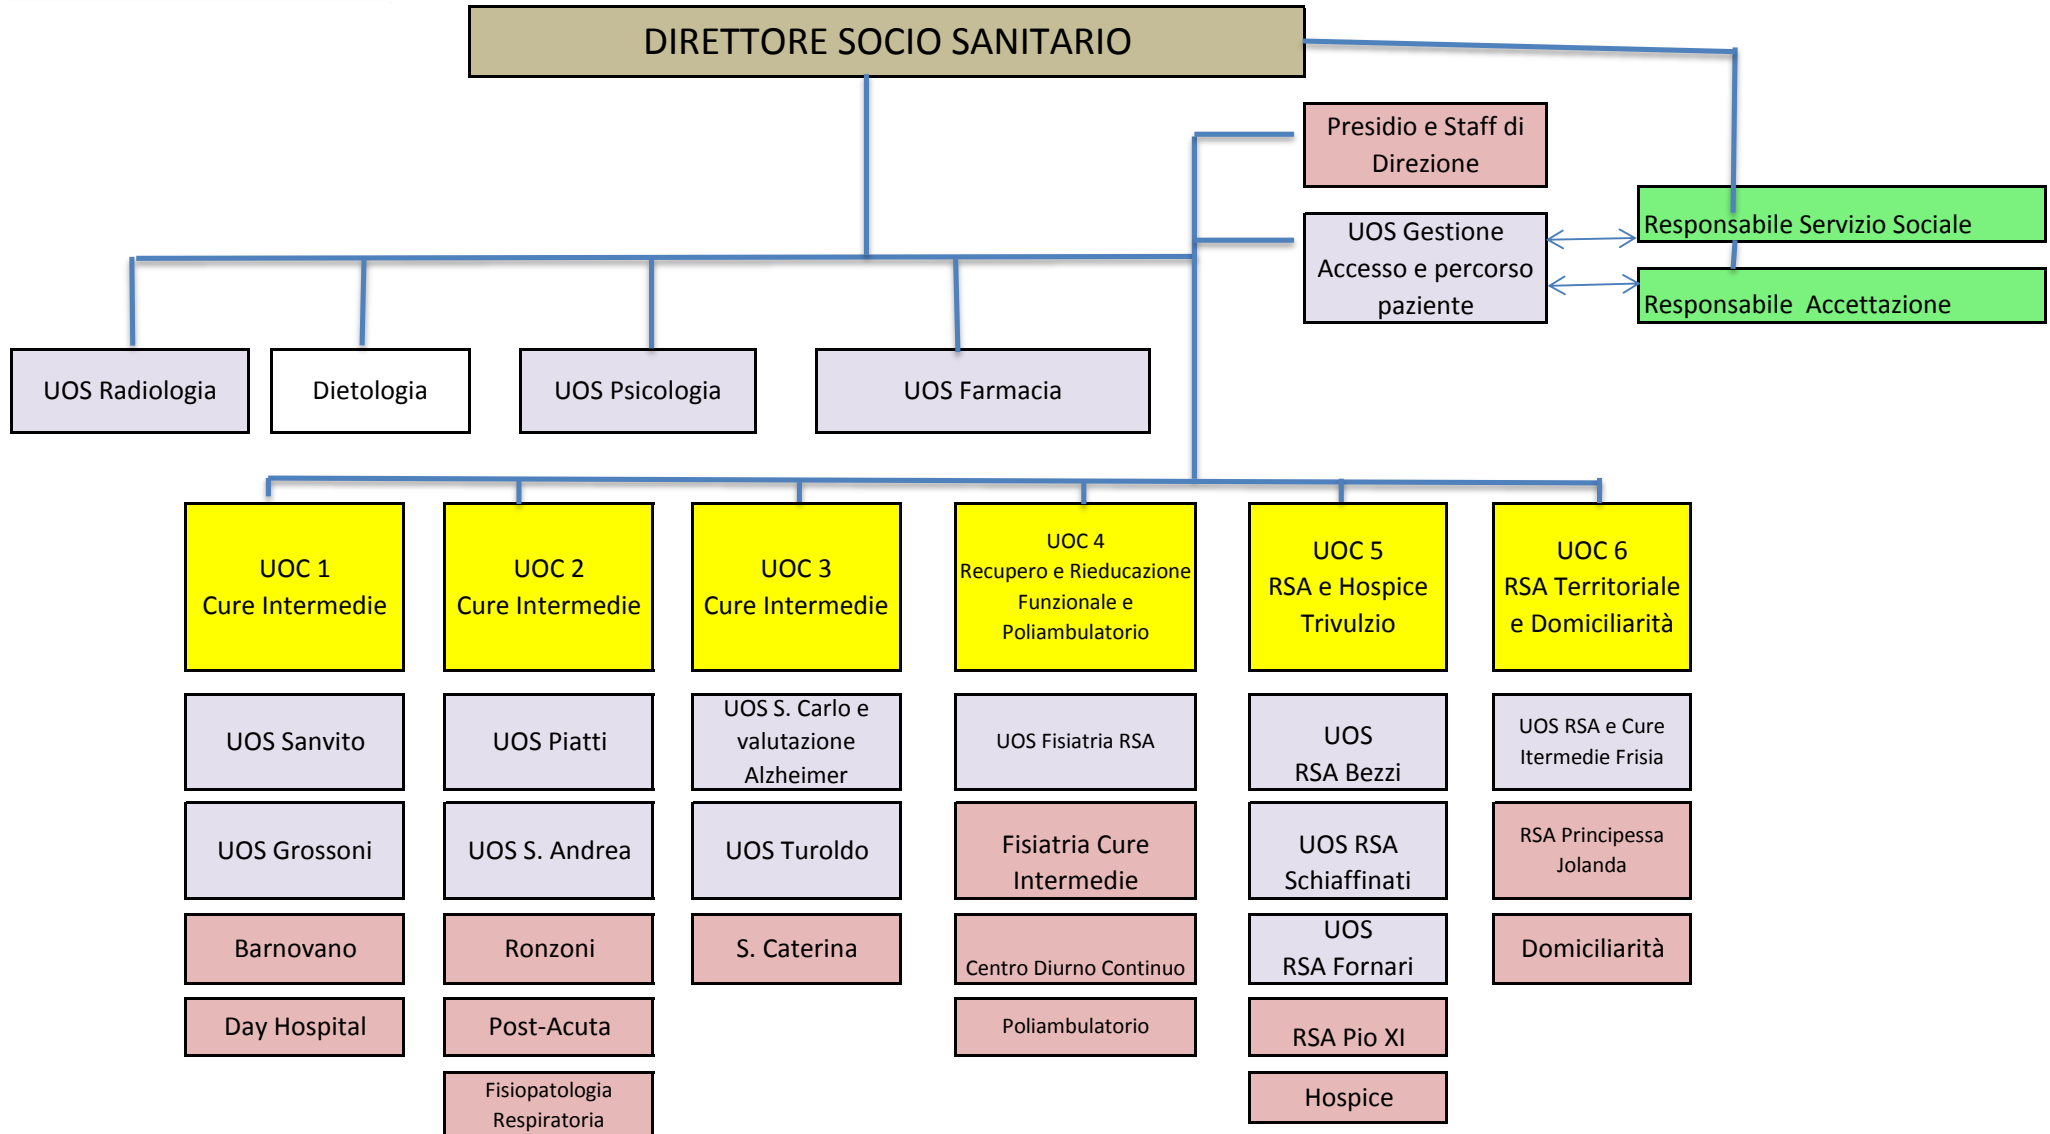 DIRETTORE SOCIO SANITARIO
Presidio e Staff di
Direzione
UOS Gestione
Accesso e percorso
paziente
Responsabile Servizio Sociale
Responsabile  Accettazione
UOS Radiologia
Dietologia
UOS Psicologia
UOS Farmacia
UOC 1
Cure Intermedie
UOC 2
Cure Intermedie
UOC 3
Cure Intermedie
UOC 4
Recupero e Rieducazione
Funzionale e
Poliambulatorio
UOC 5
RSA e Hospice
Trivulzio
UOC 6
RSA Territoriale
e Domiciliarità
UOS Sanvito
UOS Piatti
UOS S. Carlo e
valutazione
Alzheimer
UOS Fisiatria RSA
UOS
RSA Bezzi
UOS RSA e Cure
Itermedie Frisia
UOS Grossoni
UOS S. Andrea
UOS Turoldo
Fisiatria Cure
Intermedie
UOS RSA
Schiaffinati
RSA Principessa
Jolanda
Barnovano
Ronzoni
S. Caterina
Centro Diurno Continuo
UOS
RSA Fornari
Domiciliarità
Day Hospital
Post-Acuta
Poliambulatorio
RSA Pio XI
Fisiopatologia
Respiratoria
Hospice